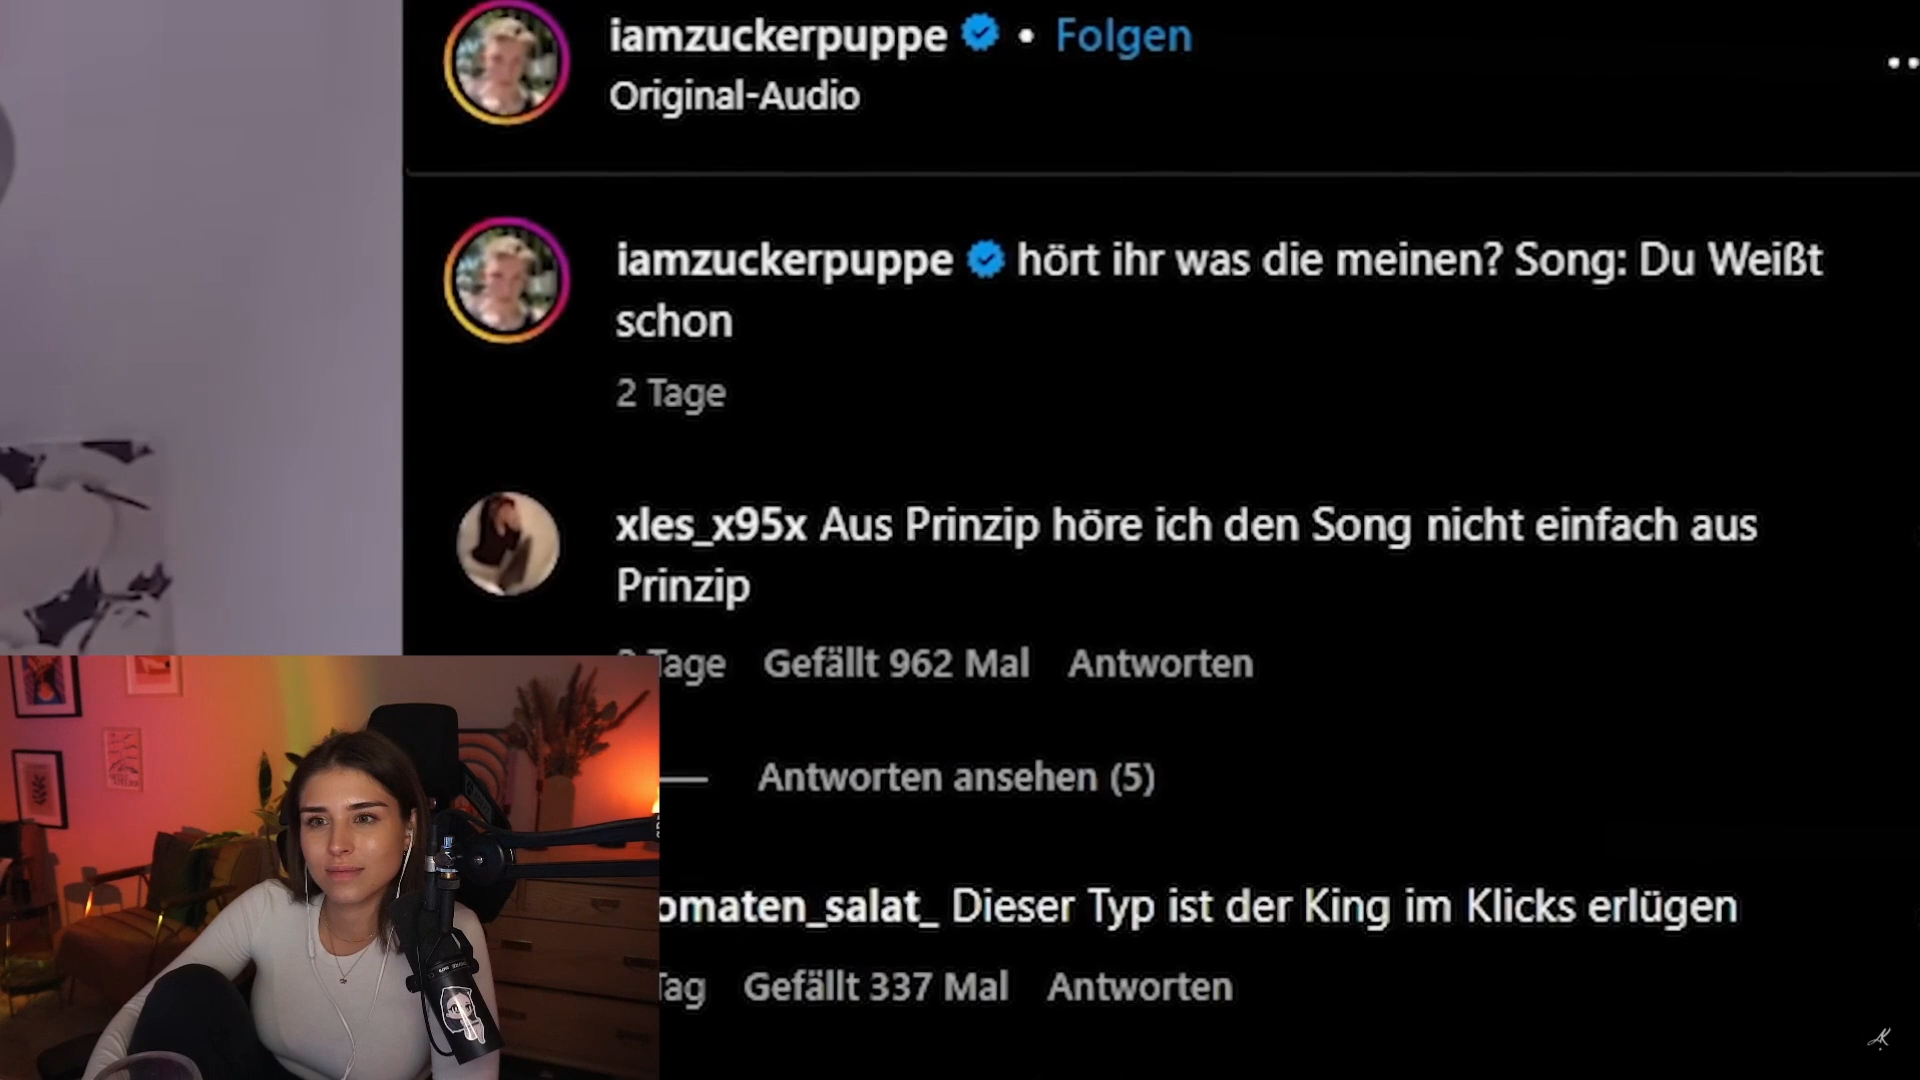 iamzuckerpuppe • Folgen
Original-Audio
iamzuckerpuppe hört ihr was die meinen? Song: Du Weißt
schon
2 Tage
xles_x95x Aus Prinzip höre ich den Song nicht einfach aus
Prinzip
Tage Gefällt 962 Mal Antworten
Antworten ansehen (5)
omaten_salat_ Dieser Typ ist der King im Klicks erlügen
Tag Gefällt 337 Mal Antworten